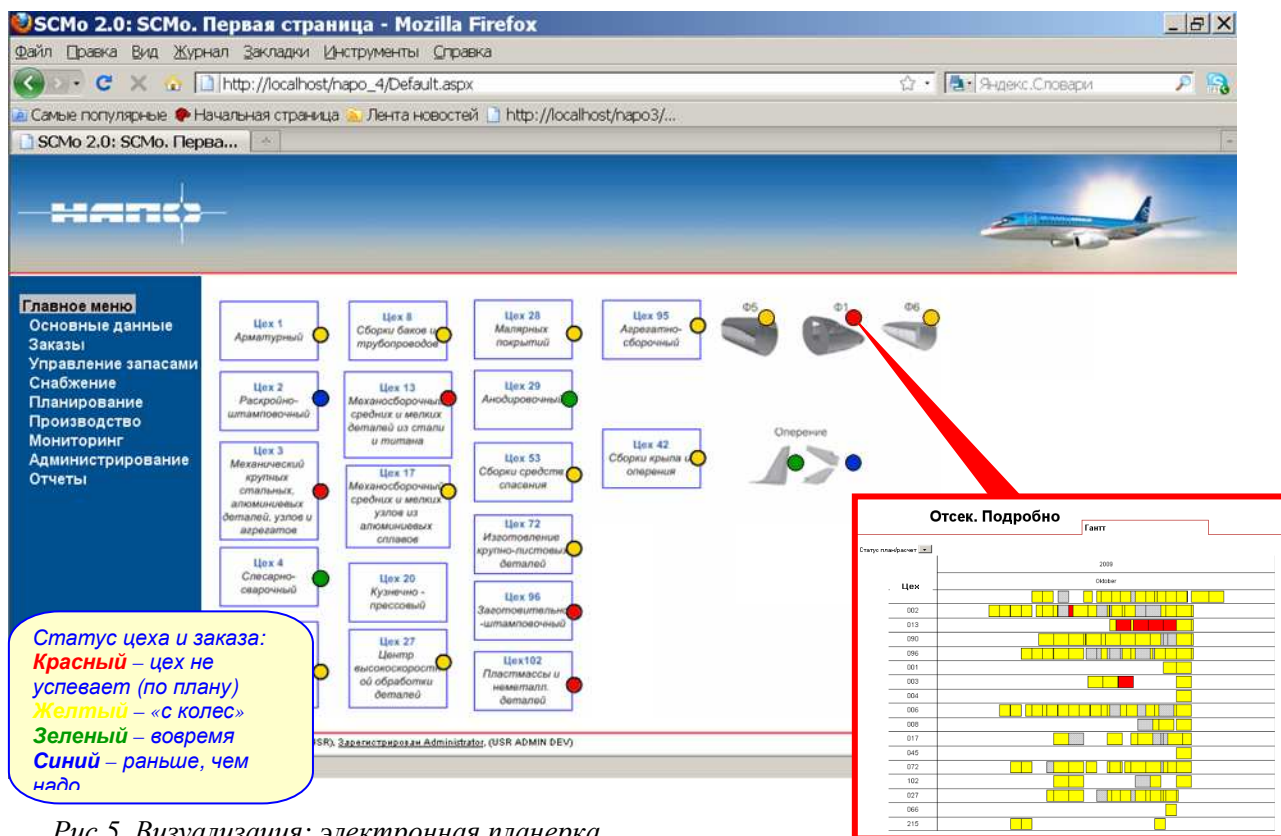 SCMo 2.0: SCMo. Первая страница - Mozilla Firefox
Файл Правка Вид Журнал Закладки Инструменты Справка
http://localhost/napo_4/Default.aspx
Яндекс.Словари
Самые популярные Начальная страница Лента новостей http://localhost/napo3/...
SCMo 2.0: SCMo. Перва...
НАПО
Главное меню
Основные данные
Заказы
Управление запасами
Снабжение
Планирование
Производство
Мониторинг
Администрирование
Отчеты
Цех 1
Арматурный
Цех 2
Раскройно-
штамповочный
Цех 3
Механический
крупных
стальных,
алюминиевых
деталей, узлов и
агрегатов
Цех 4
Слесарно-
сварочный
Цех 8
Сборки баков и
трубопроводов
Цех 13
Механосборочный
средних и мелких
деталей из стали
и титана
Цех 17
Механосборочный
средних и мелких
узлов из
алюминиевых
сплавов
Цех 20
Кузнечно -
прессовый
Цех 27
Центр
высокоскоростн
ой обработки
деталей
Цех 28
Малярных
покрытий
Цех 29
Анодировочный
Цех 53
Сборки средств
спасения
Цех 72
Изготовление
крупно-листовых
деталей
Цех 96
Заготовительно
-штамповочный
Цех102
Пластмассы и
неметалл.
деталей
Цех 95
Агрегатно-
сборочный
Цех 42
Сборки крыла и
оперения
Ф5
Ф1
Ф6
Оперение
Статус цеха и заказа:
Красный – цех не
успевает (по плану)
Желтый – «с колес»
Зеленый – вовремя
Синий – раньше, чем
надо
USR), Зарегистрирован Administrator, (USR ADMIN DEV)
Отсек. Подробно
Гантт
Статус план/расчет
2009
Oktober
Цех
002
013
090
096
001
003
004
006
008
017
045
072
102
027
066
215
Рис.5. Визуализация: электронная планерка